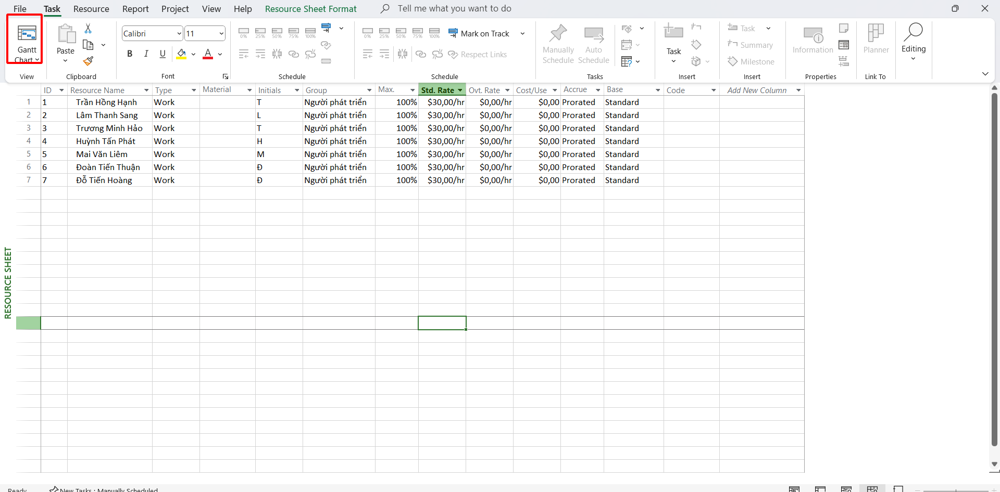 File Task Resource Report Project View Help Resource Sheet Format Tell me what you want to do
Gantt Chart
Paste
Calibri 11
B I U A
0% 25% 50% 75% 100%
0% 25% 50% 75% 100% Mark on Track
Respect Links
Manually Schedule
Auto Schedule
Task
Task
Summary
Milestone
Information
Planner
Editing
View Clipboard Font Schedule Schedule Tasks Insert Insert Properties Link To
ID Resource Name Type Material Initials Group Max. Std. Rate Ovt. Rate Cost/Use Accrue Base Code Add New Column
1 1 Trần Hồng Hạnh Work T Người phát triển 100% $30,00/hr $0,00/hr $0,00 Prorated Standard
2 2 Lâm Thanh Sang Work L Người phát triển 100% $30,00/hr $0,00/hr $0,00 Prorated Standard
3 3 Trương Minh Hảo Work T Người phát triển 100% $30,00/hr $0,00/hr $0,00 Prorated Standard
4 4 Huỳnh Tấn Phát Work H Người phát triển 100% $30,00/hr $0,00/hr $0,00 Prorated Standard
5 5 Mai Văn Liêm Work M Người phát triển 100% $30,00/hr $0,00/hr $0,00 Prorated Standard
6 6 Đoàn Tiến Thuận Work Đ Người phát triển 100% $30,00/hr $0,00/hr $0,00 Prorated Standard
7 7 Đỗ Tiến Hoàng Work Đ Người phát triển 100% $30,00/hr $0,00/hr $0,00 Prorated Standard
RESOURCE SHEET
Ready New Tasks : Manually Scheduled